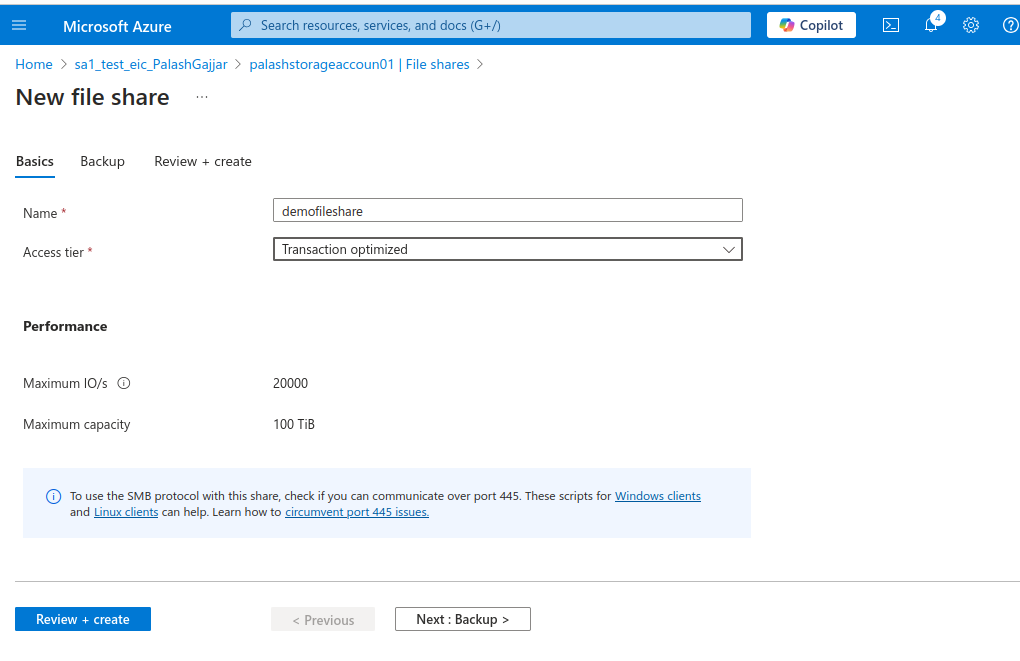 Microsoft Azure
Search resources, services, and docs (G+/)
Copilot
4
Home > sa1_test_eic_PalashGajjar > palashstorageaccoun01 | File shares >
New file share ...
Basics Backup Review + create
Name *
demofileshare
Access tier *
Transaction optimized
Performance
Maximum IO/s
20000
Maximum capacity
100 TiB
To use the SMB protocol with this share, check if you can communicate over port 445. These scripts for Windows clients
and Linux clients can help. Learn how to circumvent port 445 issues.
Review + create
< Previous
Next : Backup >